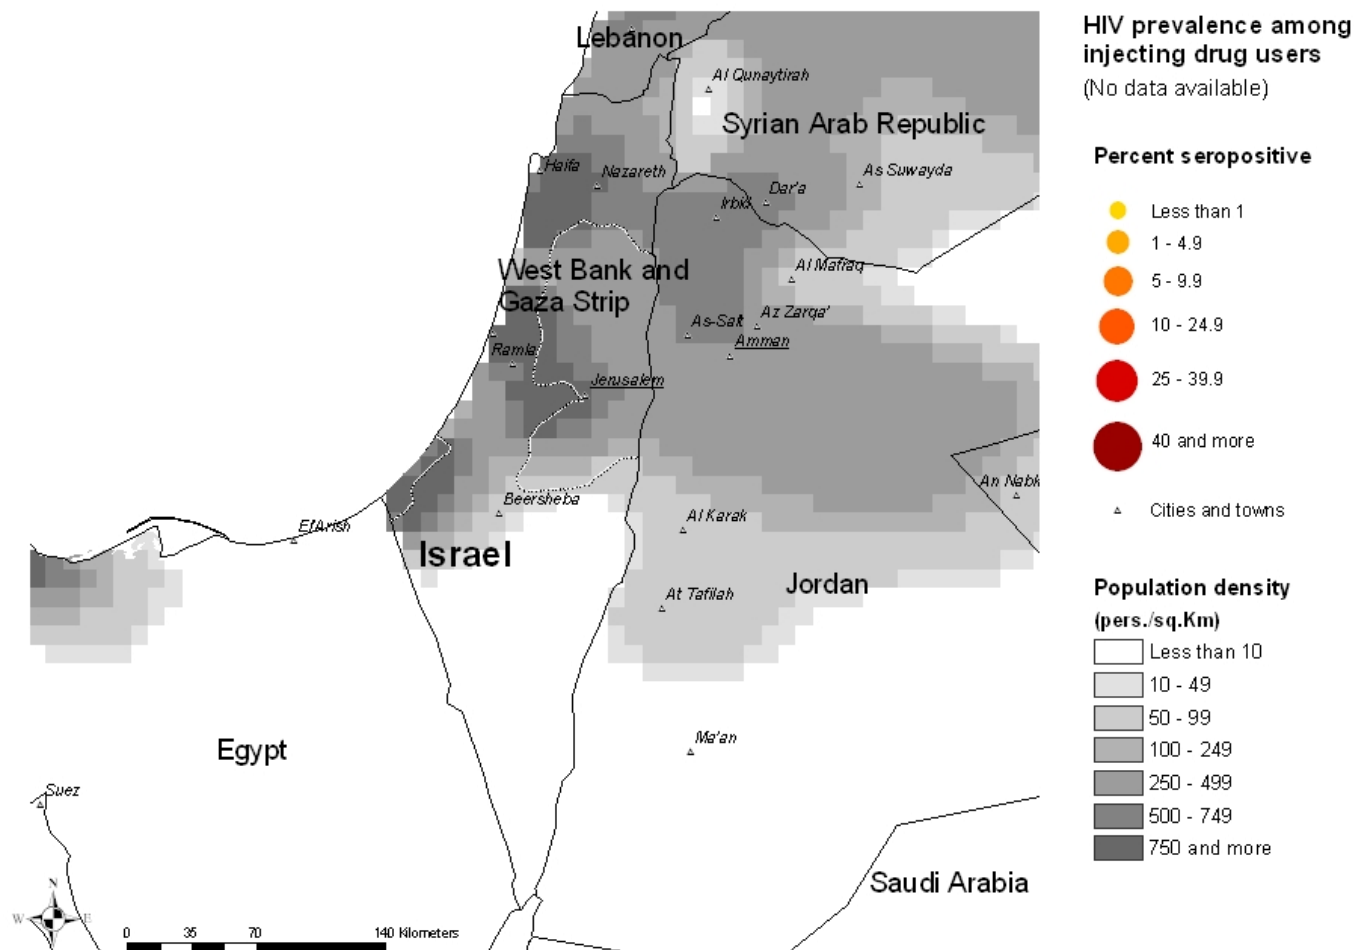 Lebanon
Al Qunaytirah
Syrian Arab Republic
Haifa
Nazareth
As Suwayda
Dar'a
Irbid
West Bank and
Gaza Strip
Al Mafraq
As-Salt
Az Zarqa'
Amman
Ramla
Jerusalem
An Nabk
Beersheba
Al Karak
El'Arish
Israel
Jordan
At Tafilah
Egypt
Ma'an
Suez
Saudi Arabia
N
W
E
0 35 70 140 Kilometers
HIV prevalence among
injecting drug users
(No data available)
Percent seropositive
Less than 1
1 - 4.9
5 - 9.9
10 - 24.9
25 - 39.9
40 and more
Cities and towns
Population density
(pers./sq.Km)
Less than 10
10 - 49
50 - 99
100 - 249
250 - 499
500 - 749
750 and more